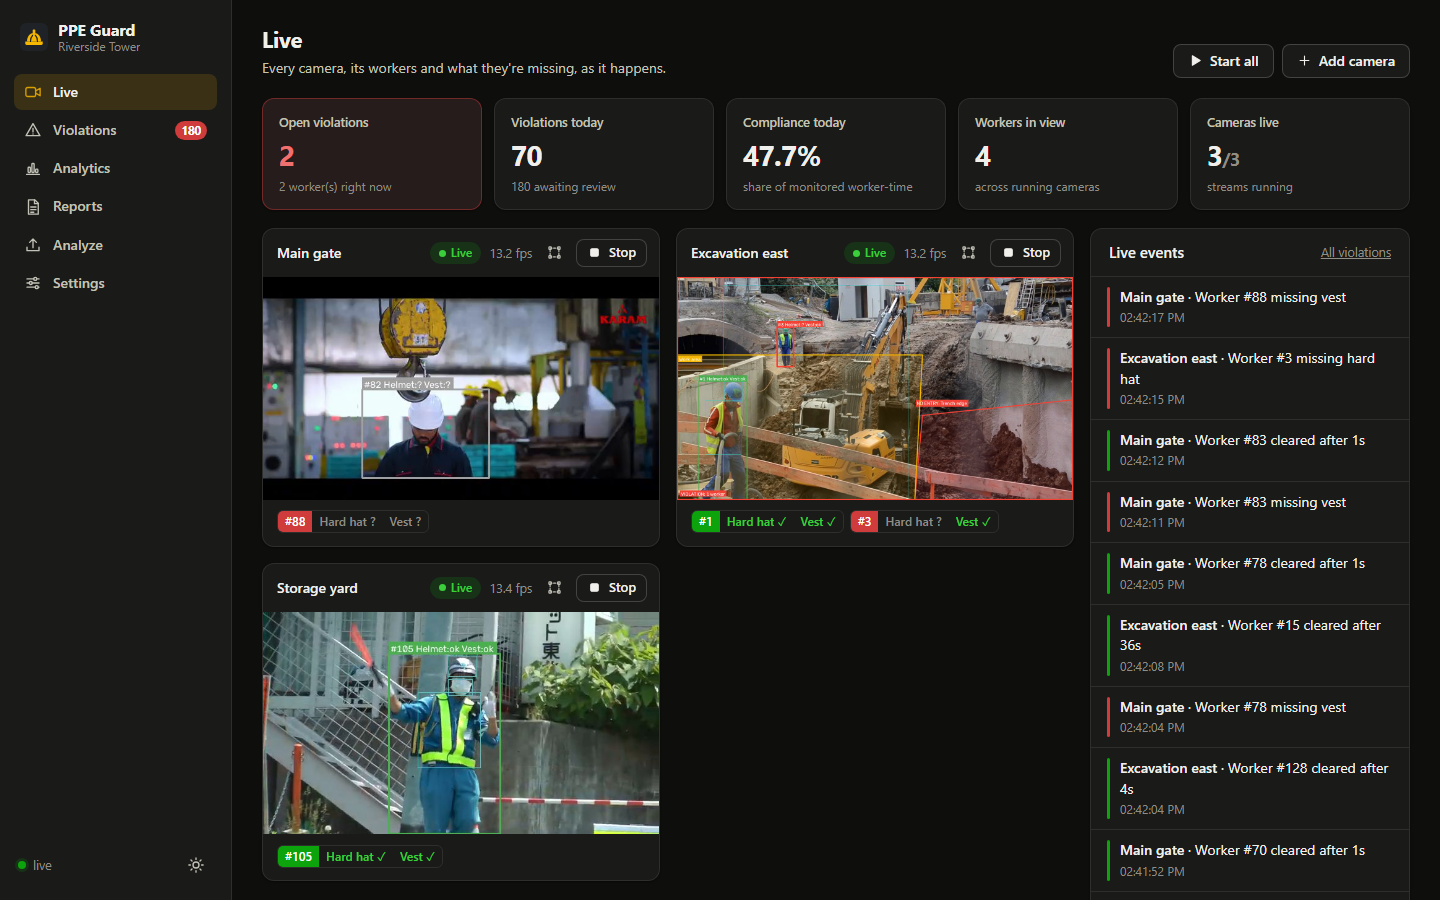 PPE Guard
Riverside Tower
Live
Violations
180
Analytics
Reports
Analyze
Settings
live
Live
Every camera, its workers and what they're missing, as it happens.
Start all
Add camera
Open violations
2
2 worker(s) right now
Violations today
70
180 awaiting review
Compliance today
47.7%
share of monitored worker-time
Workers in view
4
across running cameras
Cameras live
3/3
streams running
Main gate
Live
13.2 fps
Stop
KARAM
#82 Helmet:? Vest:?
#88
Hard hat ?
Vest ?
Excavation east
Live
13.2 fps
Stop
#1 Helmet:ok Vest:ok
#1
Hard hat ✓
Vest ✓
#3
Hard hat ?
Vest ✓
Storage yard
Live
13.4 fps
Stop
東
#105 Helmet:ok Vest:ok
#105
Hard hat ✓
Vest ✓
Live events
All violations
Main gate · Worker #88 missing vest
02:42:17 PM
Excavation east · Worker #3 missing hard
hat
02:42:15 PM
Main gate · Worker #83 cleared after 1s
02:42:12 PM
Main gate · Worker #83 missing vest
02:42:11 PM
Main gate · Worker #78 cleared after 1s
02:42:05 PM
Excavation east · Worker #15 cleared after
36s
02:42:08 PM
Main gate · Worker #78 missing vest
02:42:04 PM
Excavation east · Worker #128 cleared after
4s
02:42:04 PM
Main gate · Worker #70 cleared after 1s
02:41:52 PM